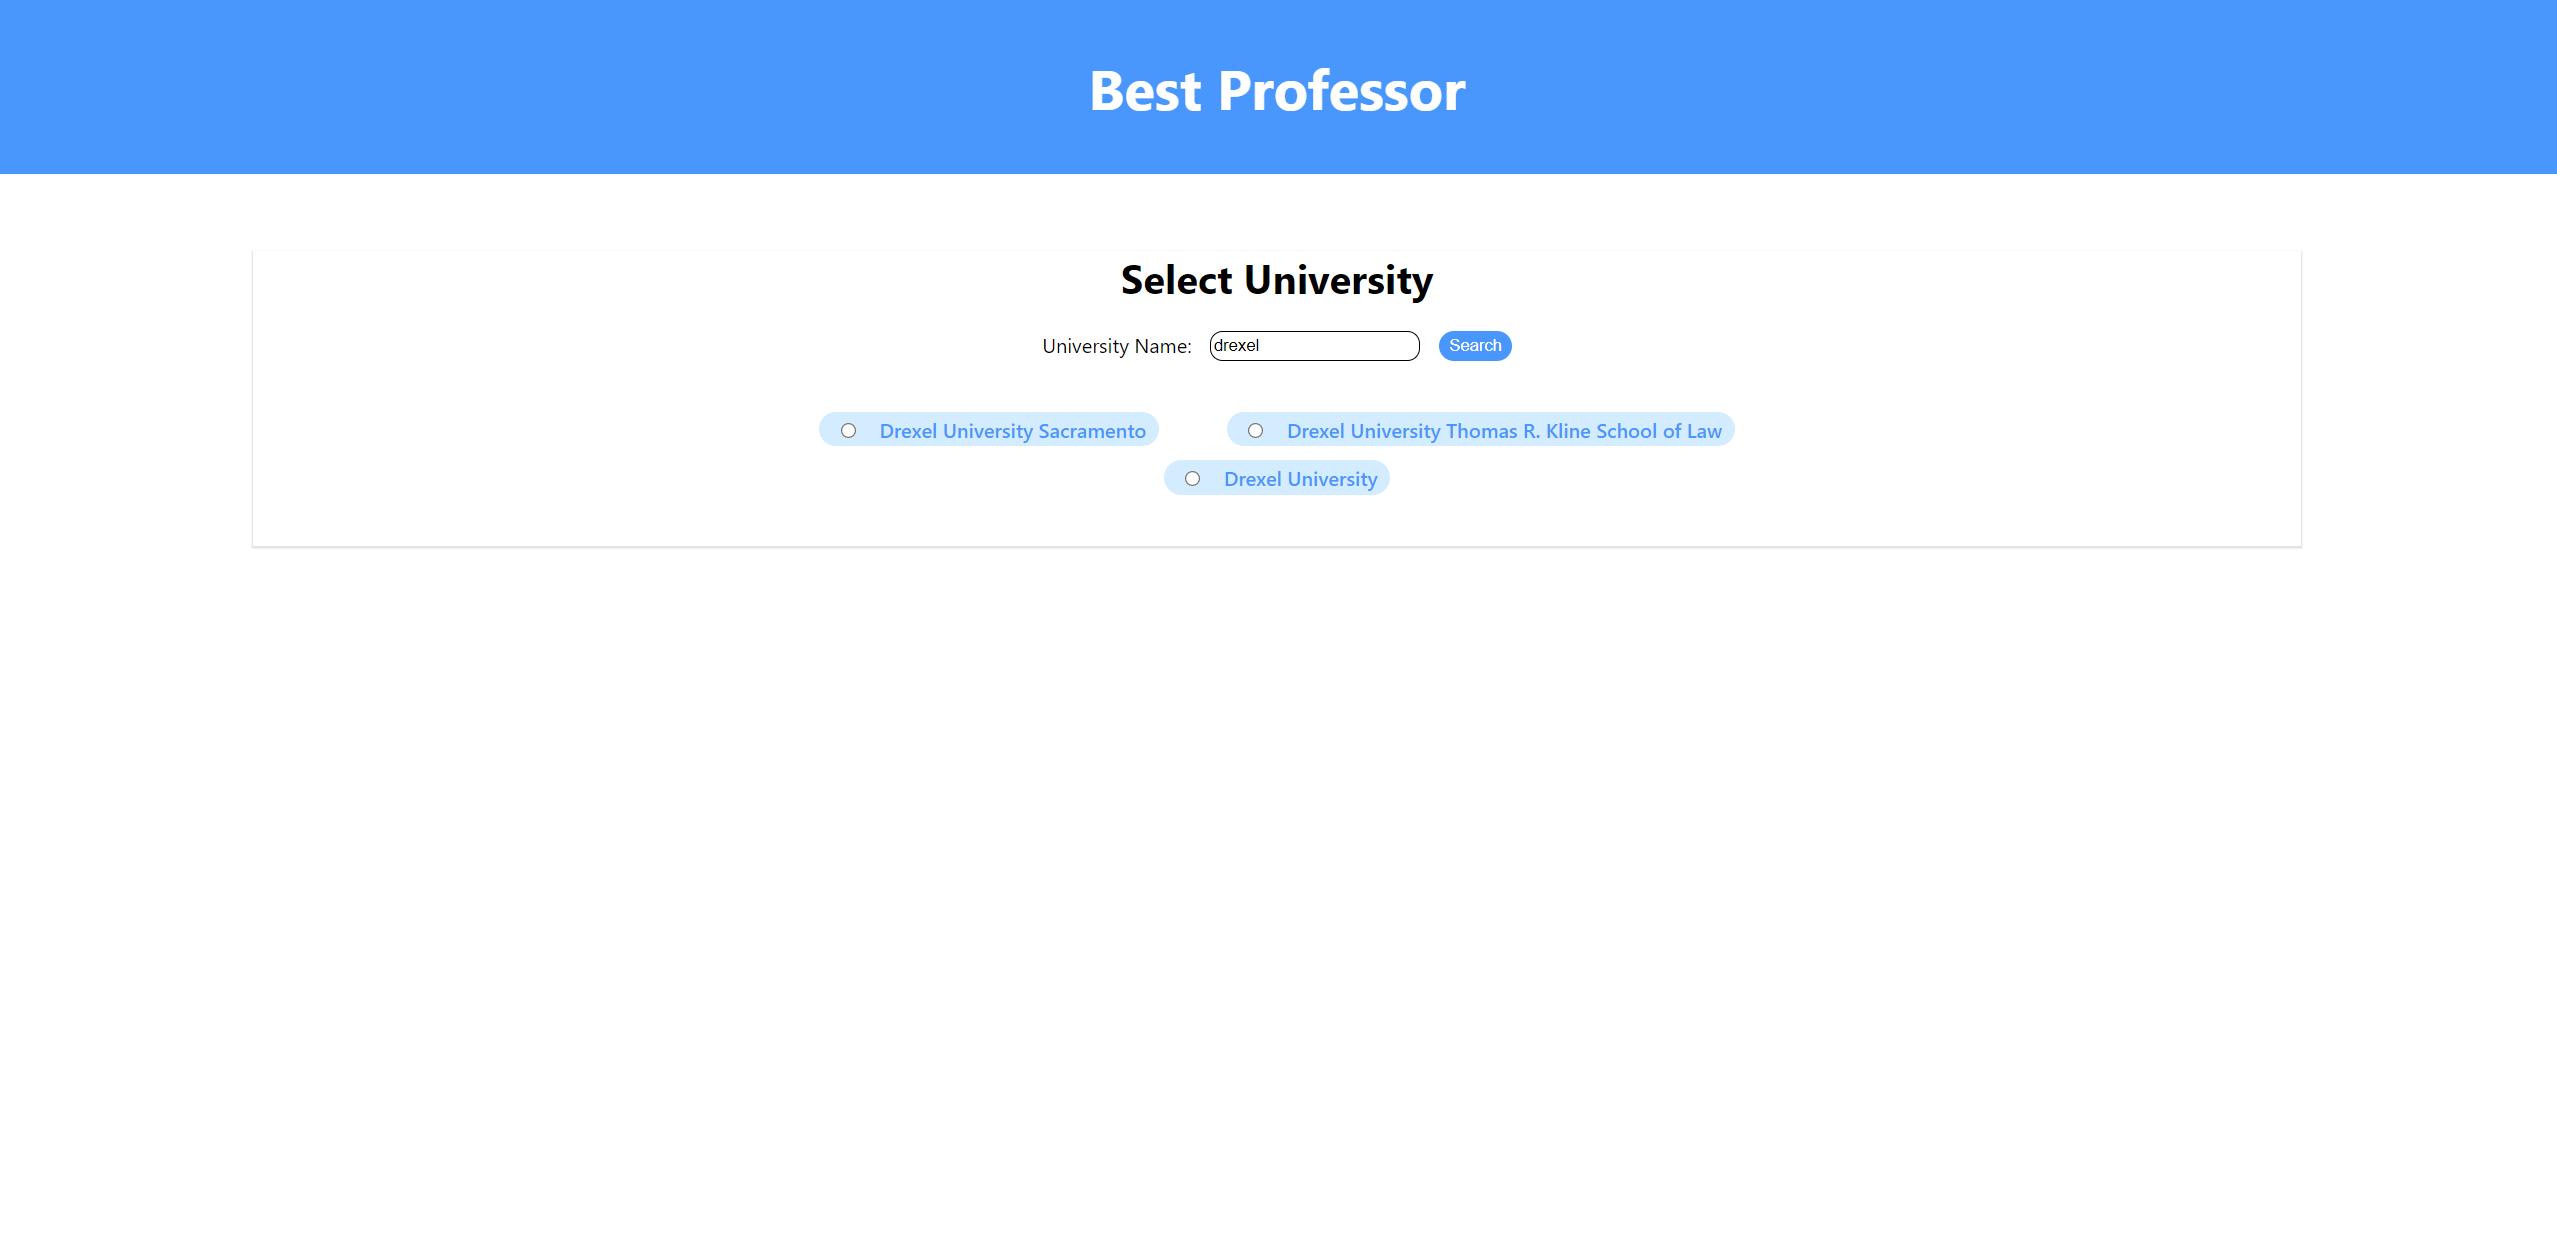 Best Professor
Select University
University Name: drexel Search
Drexel University Sacramento Drexel University Thomas R. Kline School of Law
Drexel University